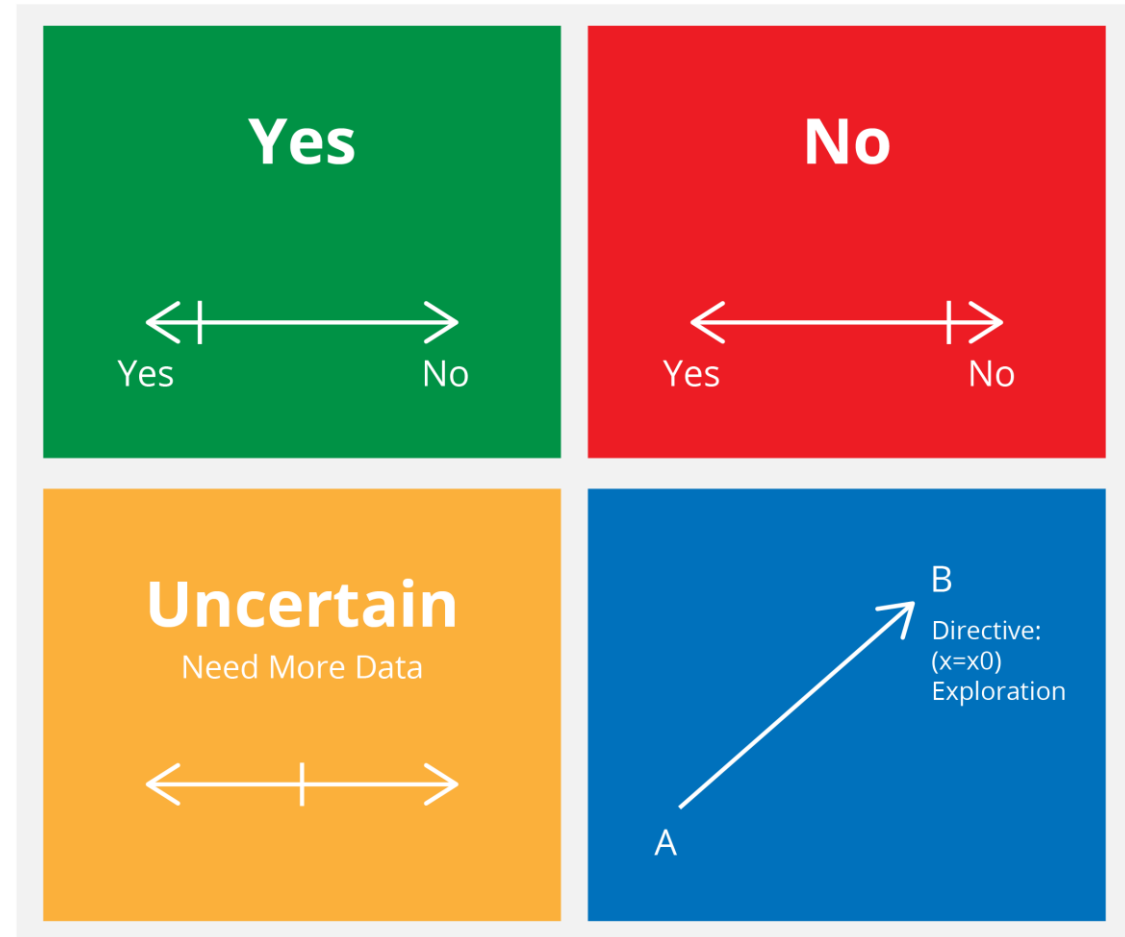 Yes
Yes No
No
Yes No
Uncertain
Need More Data
B
Directive:
(x=x0)
Exploration
A